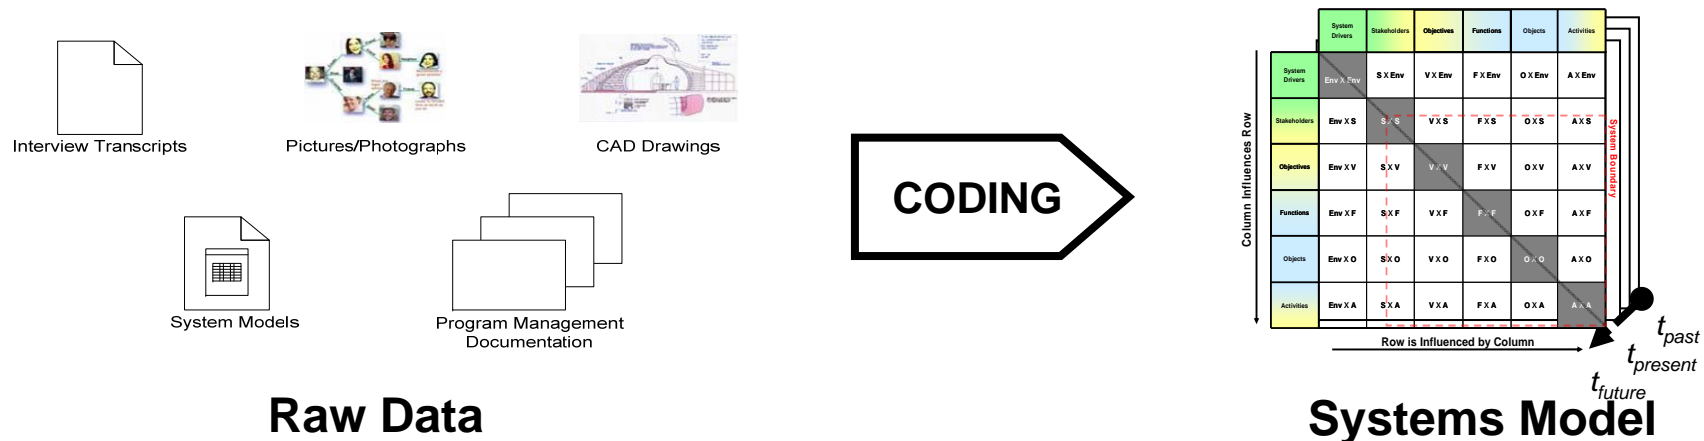 Interview Transcripts
Pictures/Photographs
CAD Drawings
System Models
Program Management
Documentation
Raw Data
CODING
System
Drivers
Stakeholders
Objectives
Functions
Objects
Activities
System
Drivers
Env X Env
S X Env
V X Env
F X Env
O X Env
A X Env
Stakeholders
Env X S
S X S
V X S
F X S
O X S
A X S
Objectives
Env X V
S X V
V X V
F X V
O X V
A X V
Functions
Env X F
S X F
V X F
F X F
O X F
A X F
Objects
Env X O
S X O
V X O
F X O
O X O
A X O
Activities
Env X A
S X A
V X A
F X A
O X A
A X A
Column Influences Row
System Boundary
Row is Influenced by Column
t past
t present
t future
Systems Model